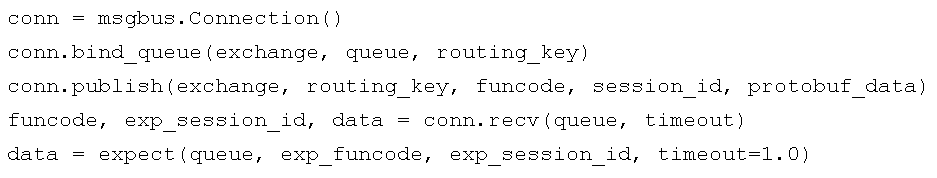 conn = msgbus.Connection()
conn.bind_queue(exchange, queue, routing_key)
conn.publish(exchange, routing_key, funcode, session_id, protobuf_data)
funcode, exp_session_id, data = conn.recv(queue, timeout)
data = expect(queue, exp_funcode, exp_session_id, timeout=1.0)